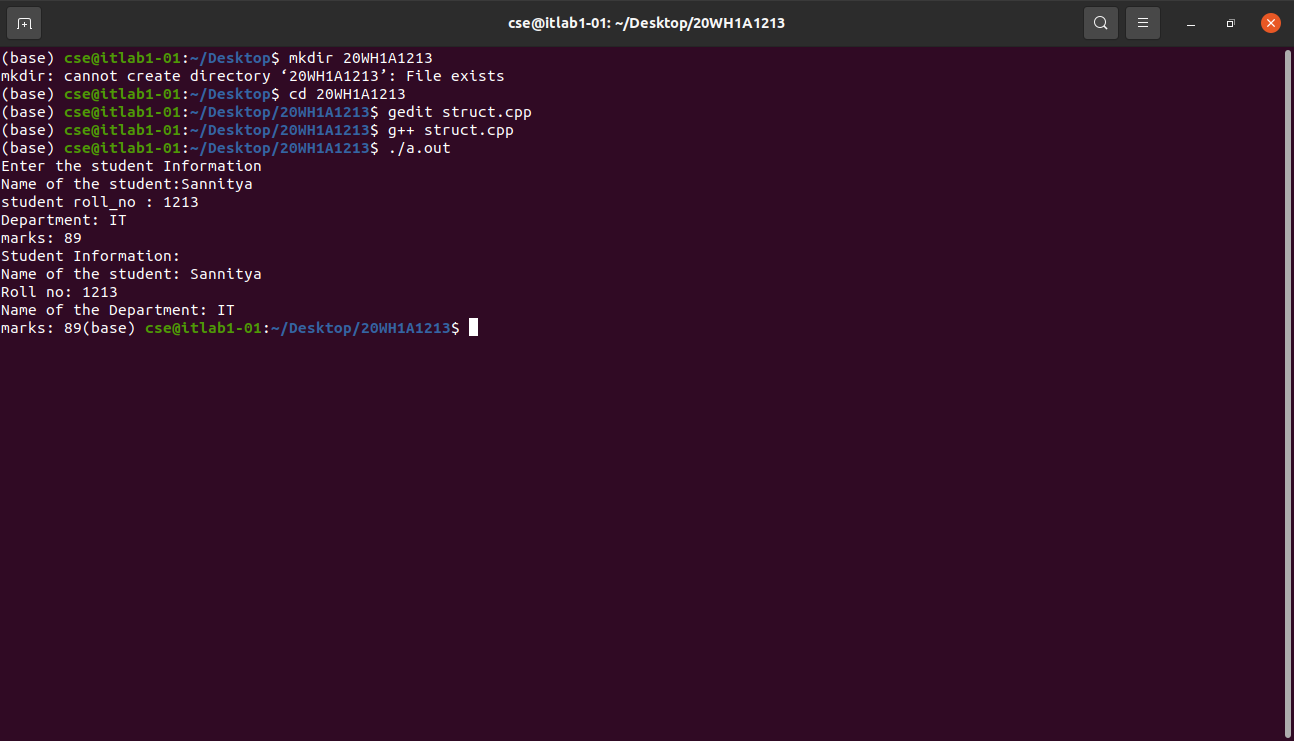 cse@itlab1-01: ~/Desktop/20WH1A1213
(base) cse@itlab1-01:~/Desktop$ mkdir 20WH1A1213
mkdir: cannot create directory ‘20WH1A1213’: File exists
(base) cse@itlab1-01:~/Desktop$ cd 20WH1A1213
(base) cse@itlab1-01:~/Desktop/20WH1A1213$ gedit struct.cpp
(base) cse@itlab1-01:~/Desktop/20WH1A1213$ g++ struct.cpp
(base) cse@itlab1-01:~/Desktop/20WH1A1213$ ./a.out
Enter the student Information
Name of the student:Sannitya
student roll_no : 1213
Department: IT
marks: 89
Student Information:
Name of the student: Sannitya
Roll no: 1213
Name of the Department: IT
marks: 89(base) cse@itlab1-01:~/Desktop/20WH1A1213$